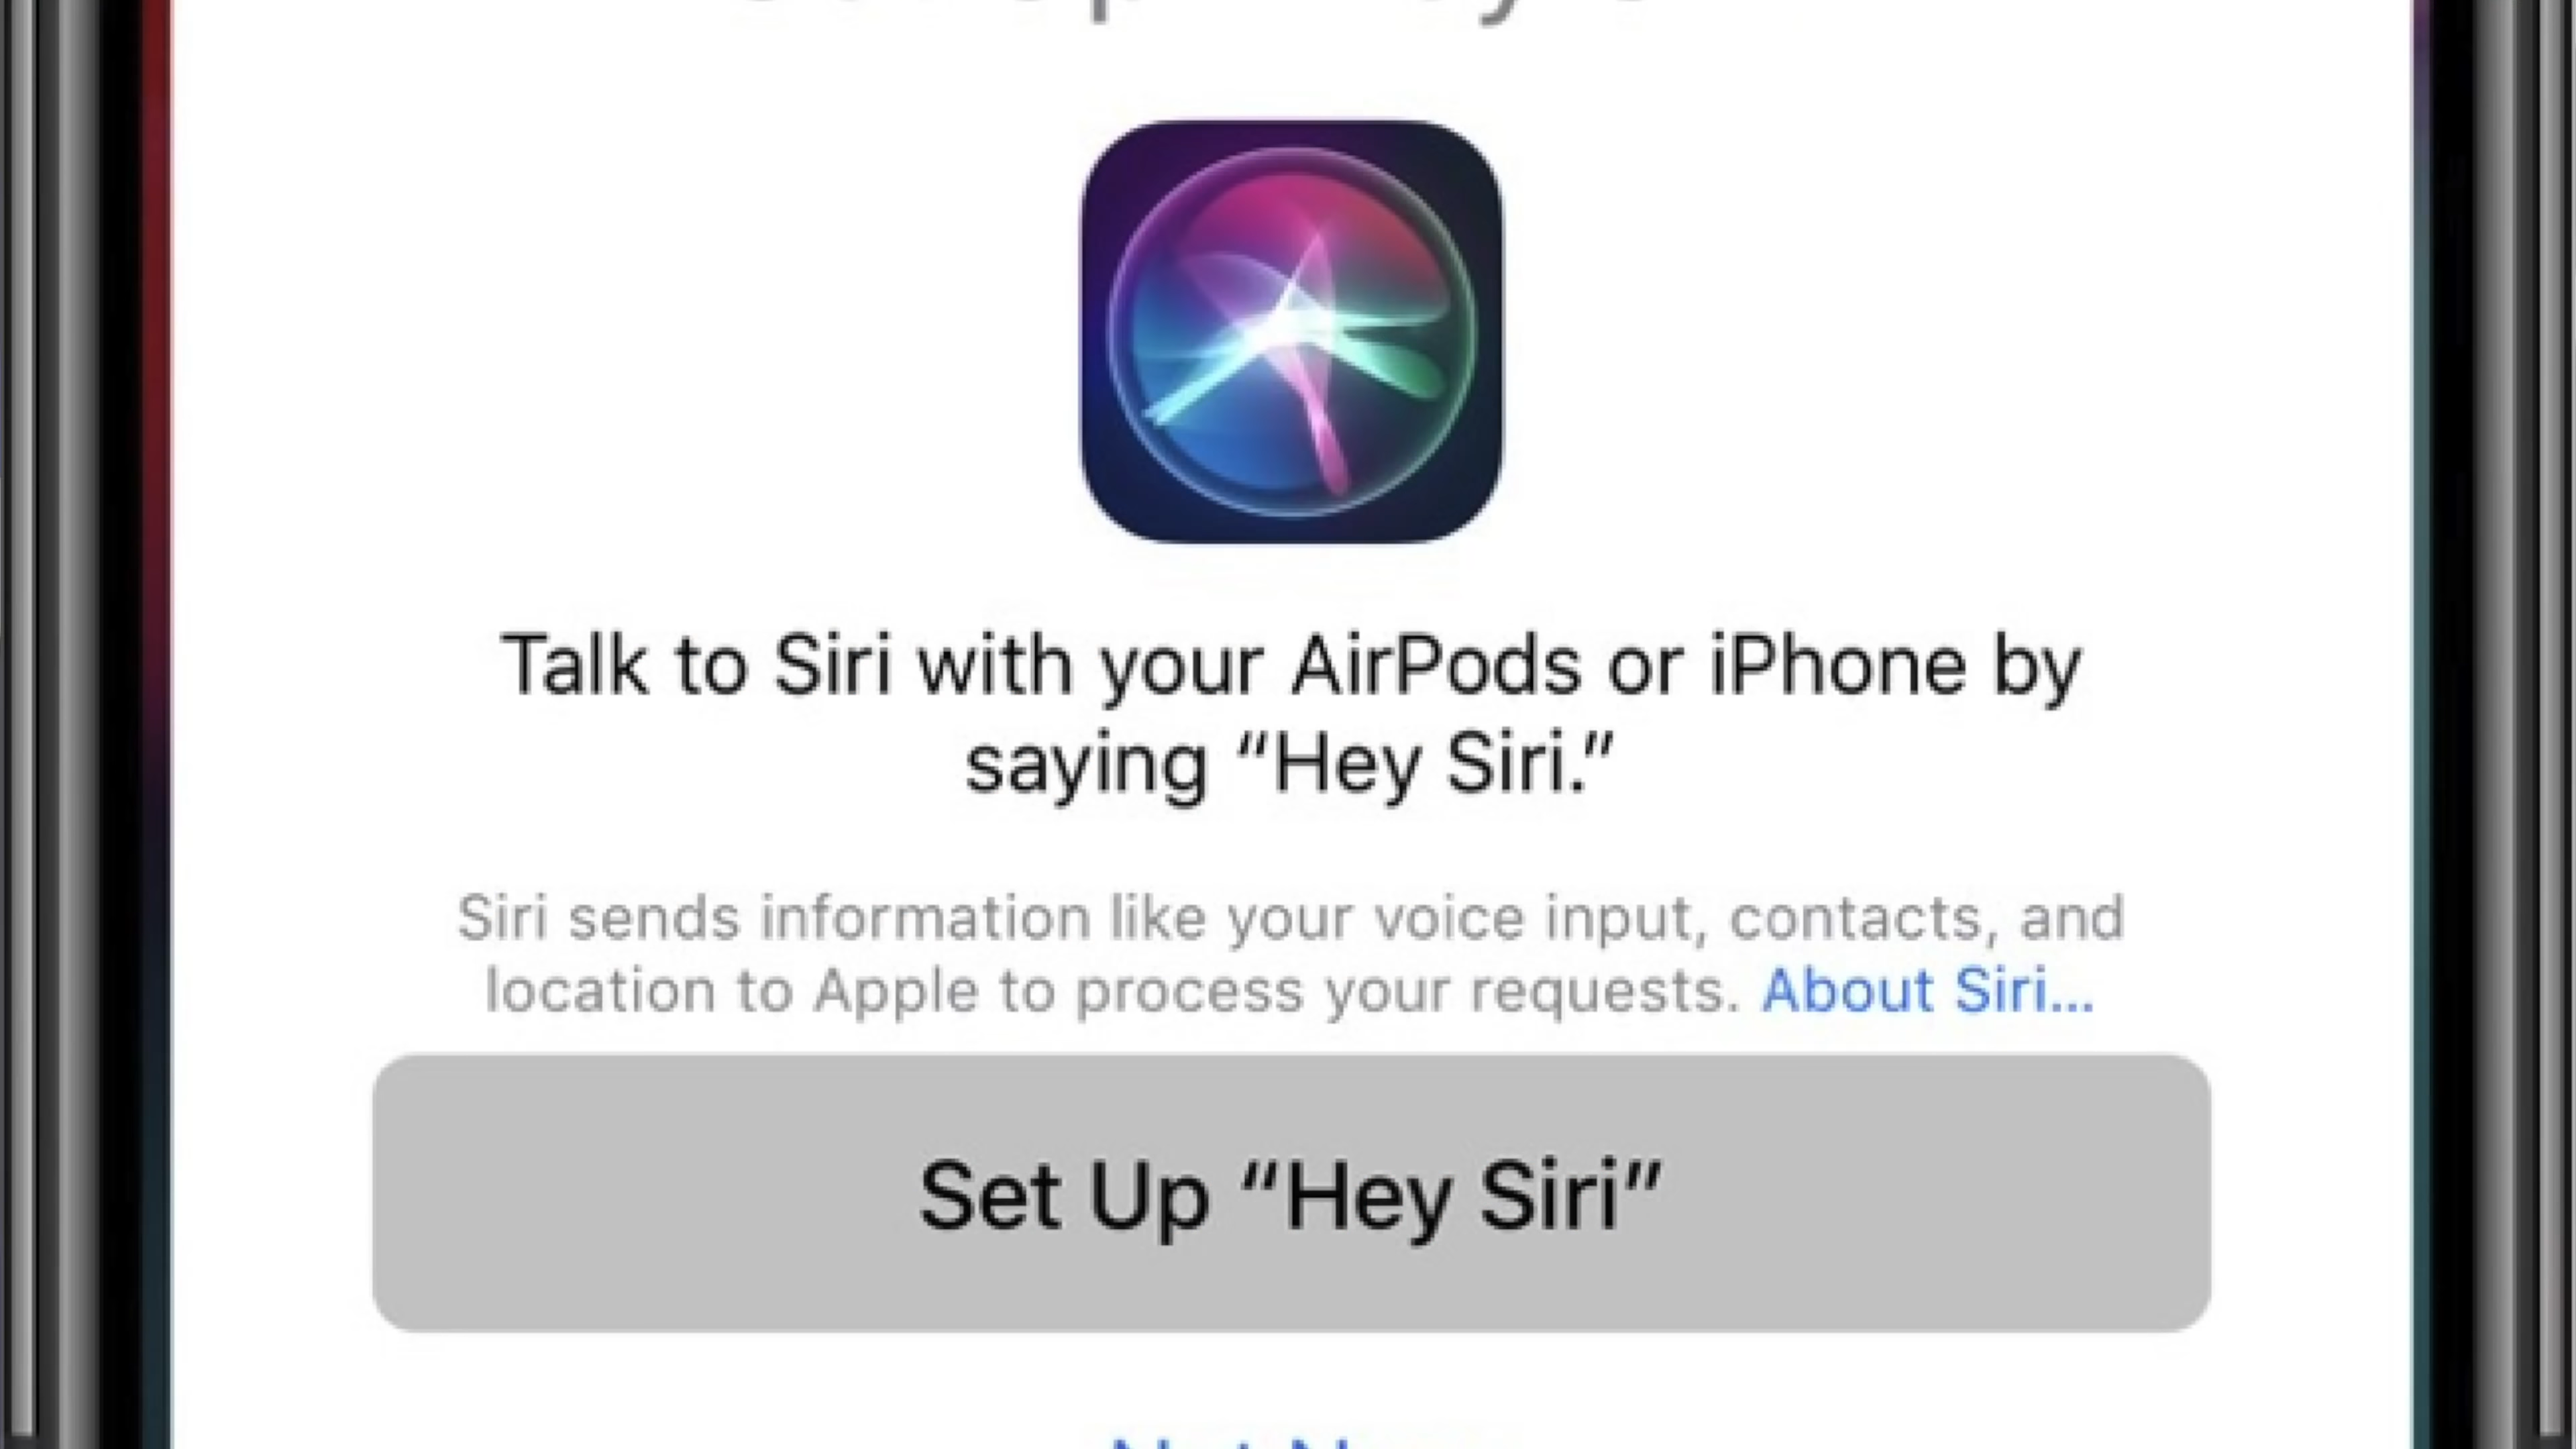 Talk to Siri with your AirPods or iPhone by
saying “Hey Siri.”
Siri sends information like your voice input, contacts, and
location to Apple to process your requests. About Siri...
Set Up “Hey Siri”